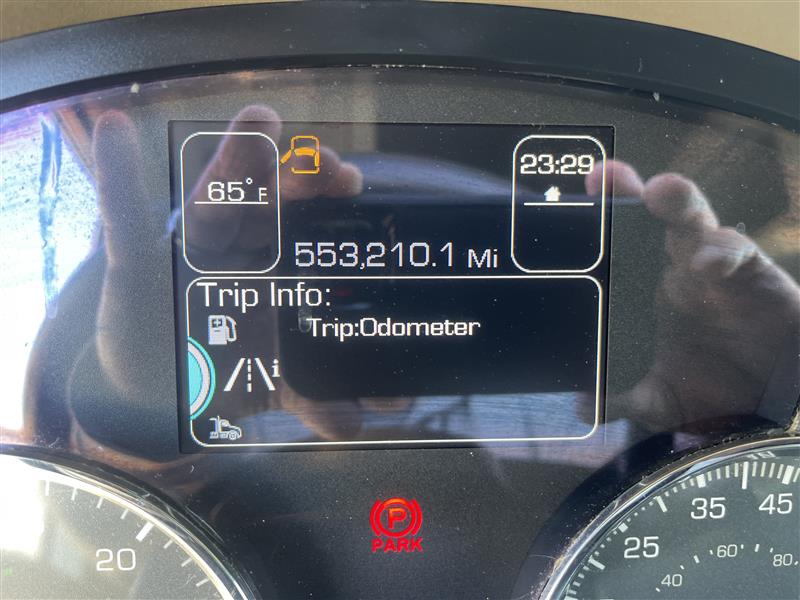 65°F
23:29
553,210.1 Mi
Trip Info:
Trip:Odometer
i
P
PARK
20
25
35
45
40
60
80